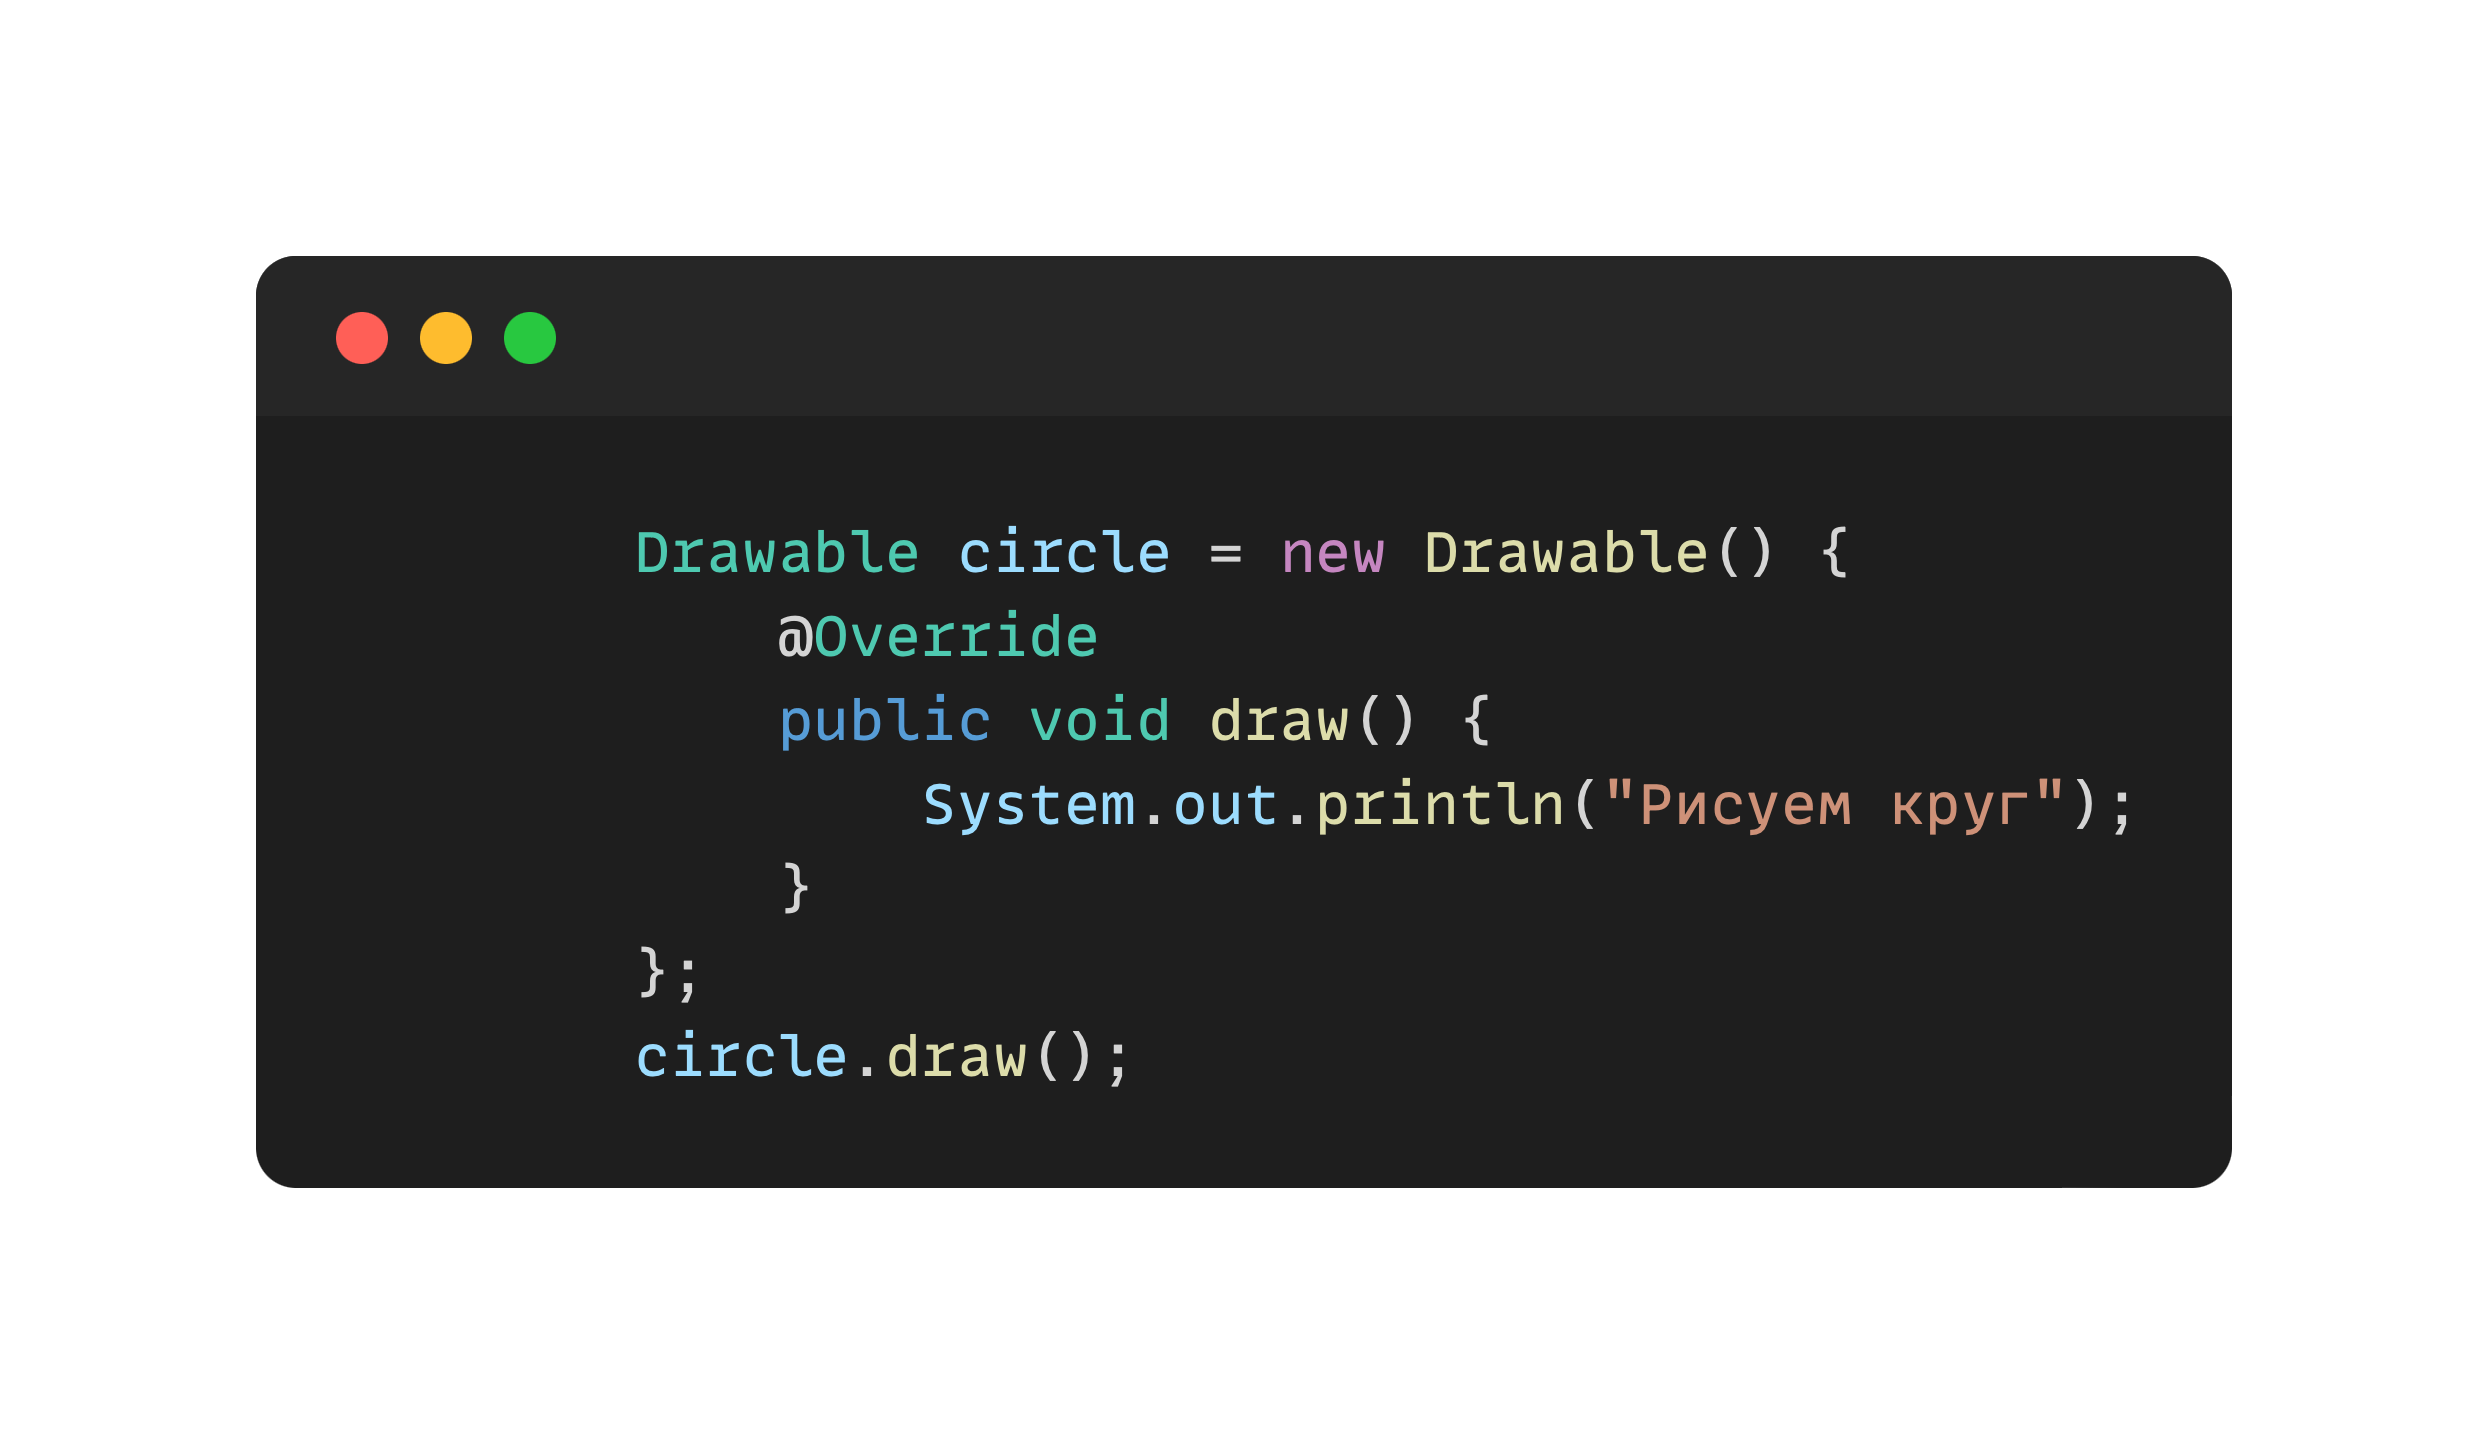 Drawable circle = new Drawable() {
    @Override
    public void draw() {
        System.out.println("Рисуем круг");
    }
};
circle.draw();